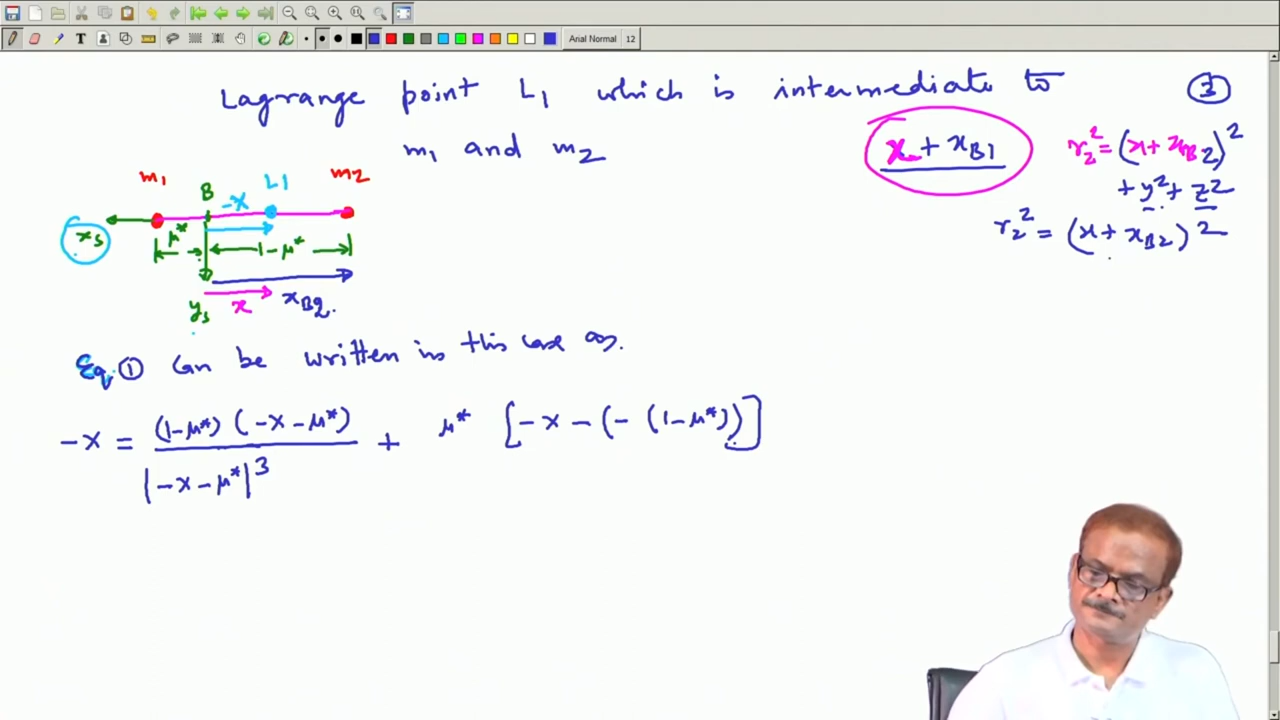 Arial Normal 12
Lagrange point L1 which is intermediate to
m1 and m2
3
x + xB1
r2² = (x + xB2)²
+ y² + z²
r2² = (x + xB2)²
m1 B -X L1 m2
xs μ* 1-μ*
ys x xB2.
Eq. ① can be written in this case as.
-X = (1-μ*) (-X-μ*) / |-X-μ*|³ + μ* [-X-(-(1-μ*))]